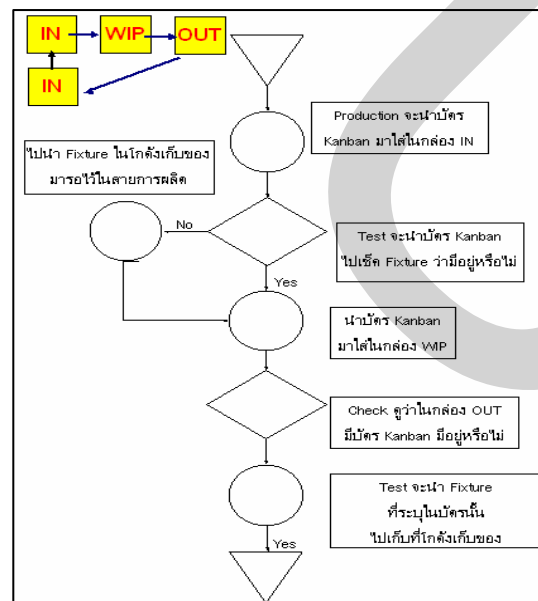 IN
WIP
OUT
IN
Production จะนำบัตร
Kanban มาใส่ในกล่อง IN
ไปนำ Fixture ในโกดังเก็บของ
มารอไว้ในสายการผลิต
No
Test จะนำบัตร Kanban
ไปเช็ค Fixture ว่ามีอยู่หรือไม่
Yes
นำบัตร Kanban
มาใส่ในกล่อง WIP
Check ดูว่าในกล่อง OUT
มีบัตร Kanban มีอยู่หรือไม่
Test จะนำ Fixture
ที่ระบุในบัตรนั้น
ไปเก็บที่โกดังเก็บของ
Yes